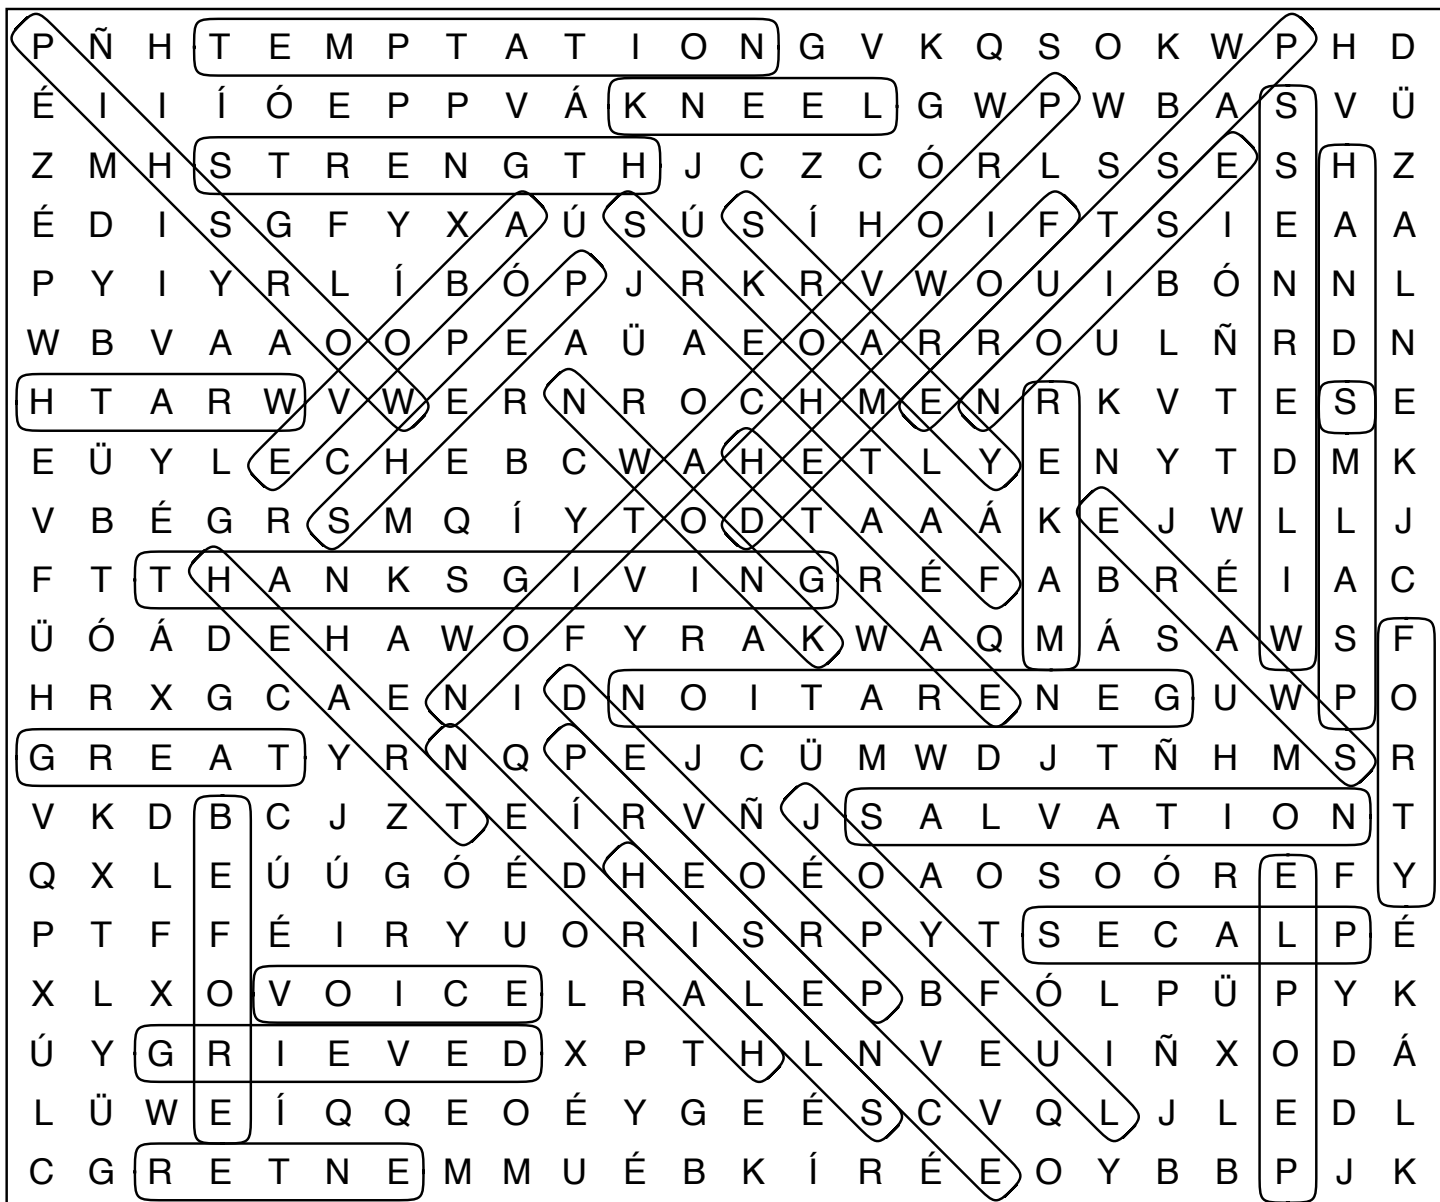 P Ñ H T E M P T A T I O N G V K Q S O K W P H D
É I I Í Ó E P P V Á K N E E L G W P W B A S V Ü
Z M H S T R E N G T H J C Z C Ó R L S S E S H Z
É D I S G F Y X A Ú S Ú S Í H O I F T S I E A A
P Y I Y R L Í B Ó P J R K R V W O U I B Ó N N L
W B V A A O O P E A Ü A E O A R R O U L Ñ R D N
H T A R W V W E R N R O C H M E N R K V T E S E
E Ü Y L E C H E B C W A H E T L Y E N Y T D M K
V B É G R S M Q Í Y T O D T A A Á K E J W L L J
F T T H A N K S G I V I N G R É F A B R É I A C
Ü Ó Á D E H A W O F Y R A K W A Q M Á S A W S F
H R X G C A E N I D N O I T A R E N E G U W P O
G R E A T Y R N Q P E J C Ü M W D J T Ñ H M S R
V K D B C J Z T E Í R V Ñ J S A L V A T I O N T
Q X L E Ú Ú G Ó É D H E O É O A O S O Ó R E F Y
P T F F É I R Y U O R I S R P Y T S E C A L P É
X L X O V O I C E L R A L E P B F Ó L P Ü P Y K
Ú Y G R I E V E D X P T H L N V E U I Ñ X O D Á
L Ü W E Í Q Q E O É Y G E É S C V Q L J L E D L
C G R E T N E M M U É B K Í R É E O Y B B P J K